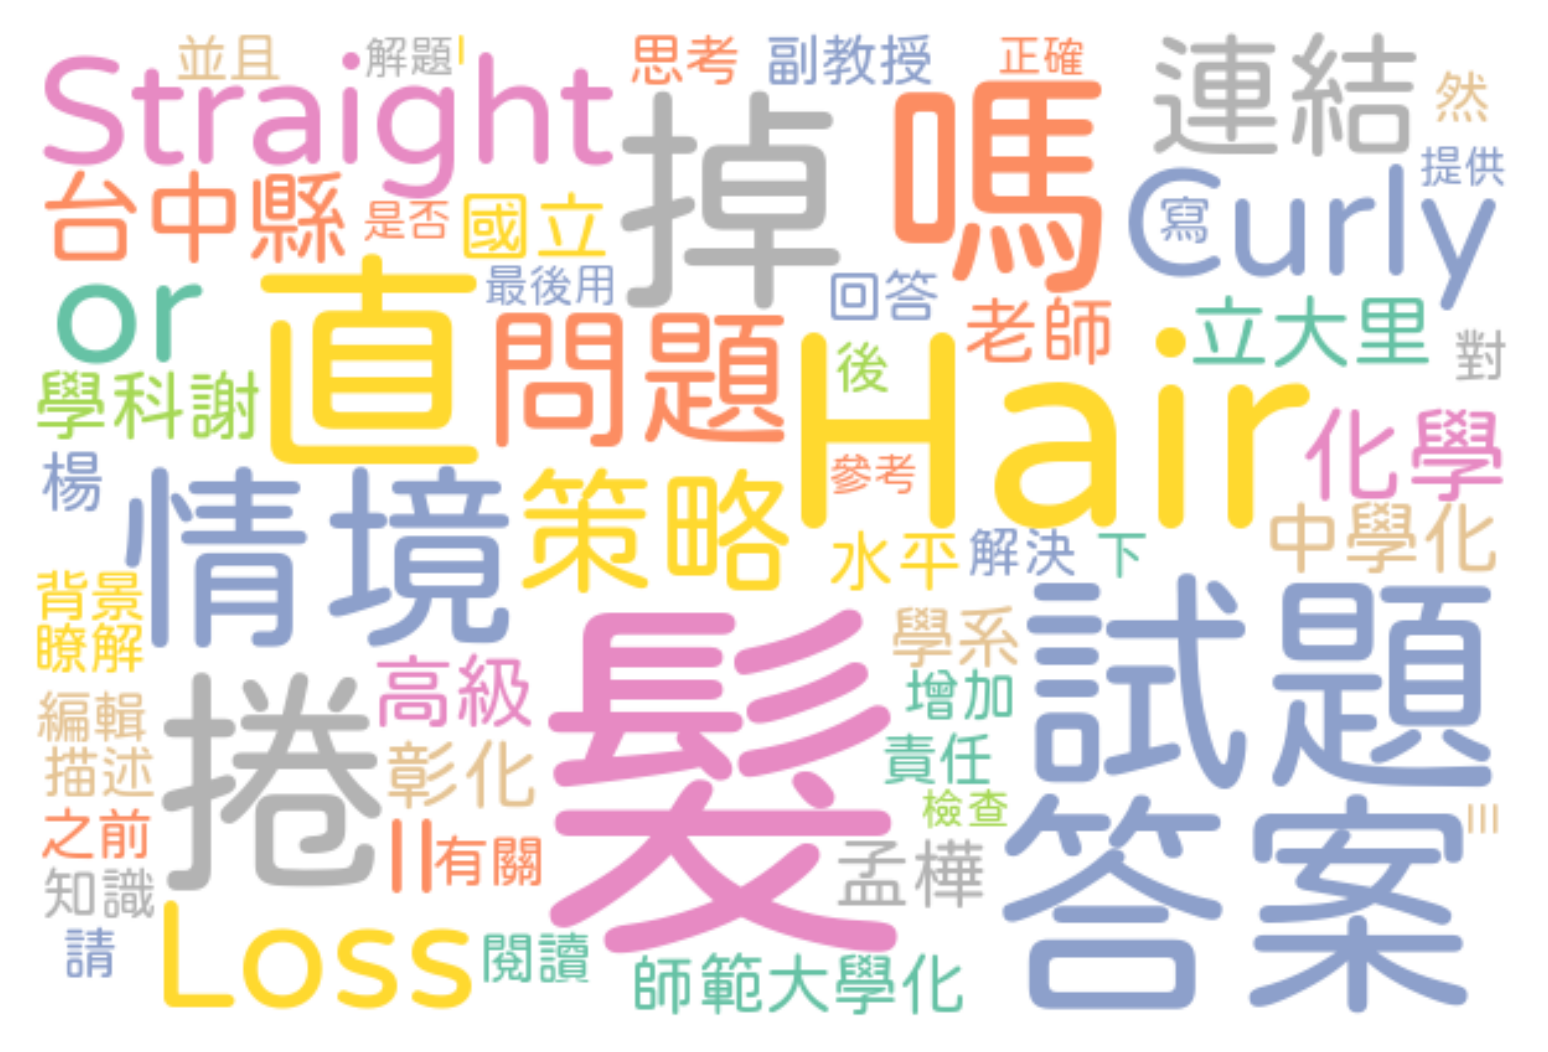 並且
解題
I
思考
副教授
正確
連結
然
Straight
掉
嗎
提供
台中縣
是否
國立
Curly
寫
or
直
最後用
回答
老師
立大里
對
學科謝
問題
Hair
後
化學
楊
情境
策略
參考
水平
解決
下
中學化
背景
瞭解
髮
學系
試題
高級
增加
編輯
描述
捲
彰化
責任
檢查
答案
III
之前
II
有關
孟樺
知識
請
Loss
閱讀
師範大學化